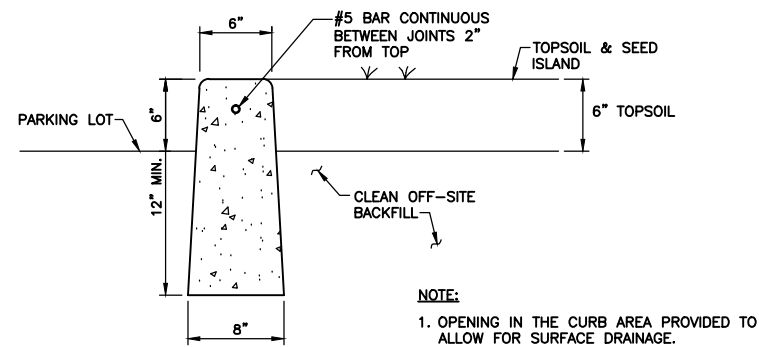 6"
#5 BAR CONTINUOUS
BETWEEN JOINTS 2"
FROM TOP
TOPSOIL & SEED
ISLAND
PARKING LOT
6"
6" TOPSOIL
12" MIN.
CLEAN OFF-SITE
BACKFILL
8"
NOTE:
1. OPENING IN THE CURB AREA PROVIDED TO
ALLOW FOR SURFACE DRAINAGE.